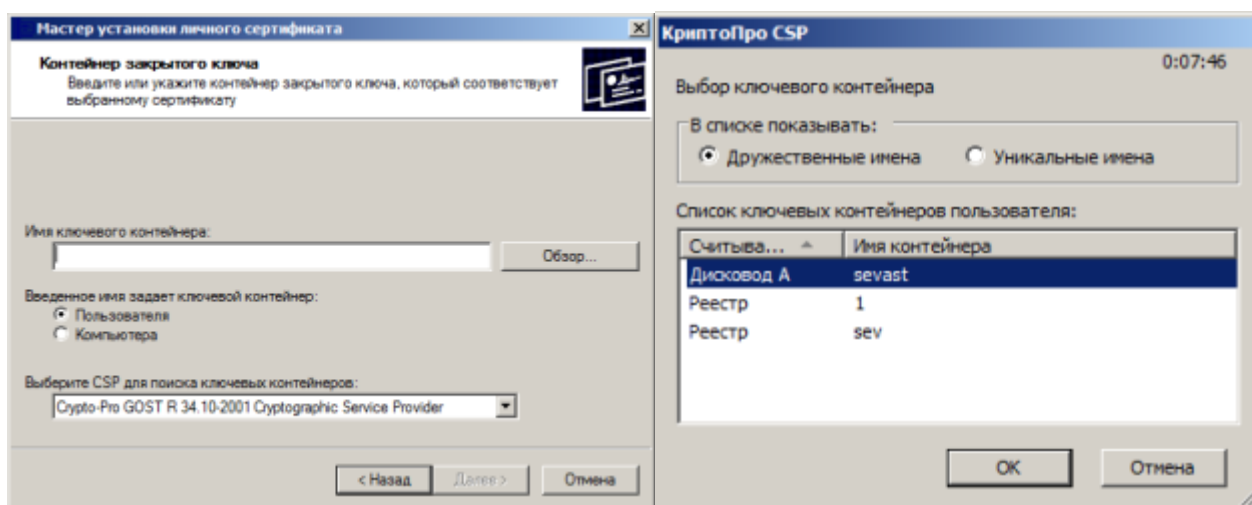 Мастер установки личного сертификата
Контейнер закрытого ключа
Введите или укажите контейнер закрытого ключа, который соответствует
выбранному сертификату
Имя ключевого контейнера:
Обзор...
Введенное имя задает ключевой контейнер:
Пользователя
Компьютера
Выберите CSP для поиска ключевых контейнеров:
Crypto-Pro GOST R 34.10-2001 Cryptographic Service Provider
< Назад
Далее >
Отмена
КриптоПро CSP
0:07:46
Выбор ключевого контейнера
В списке показывать:
Дружественные имена
Уникальные имена
Список ключевых контейнеров пользователя:
Считыва... Имя контейнера
Дисковод A sevast
Реестр 1
Реестр sev
OK
Отмена